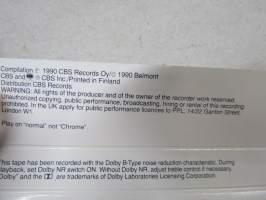 Compilation ℗ 1990 CBS Records Oy/© 1990 Belmont
CBS and ® CBS Inc./Printed in Finland
Distribution CBS Records
WARNING: All rights of the producer and of the owner of the recorder work reserved.
Unauthorized copying, public performance, broadcasting, hiring or rental of this recording
prohibited. In the UK apply for public performance licences to PPL, 14/22 Ganton Street,
London W1.
Play on "normal" not "Chrome".
This tape has been recorded with the Dolby B-Type noise reduction characteristic. During
playback, set Dolby NR switch ON. Without Dolby NR, adjust treble control if necessary.
"Dolby" and the are trademarks of Dolby Laboratories Licensing Corporation.